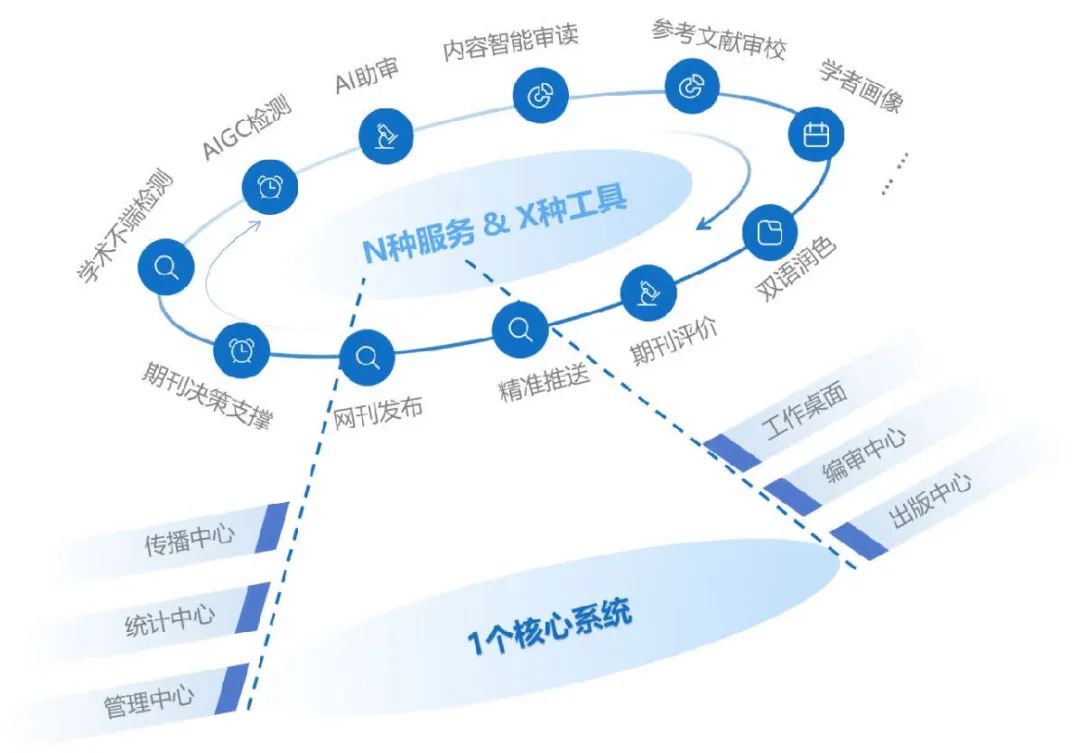 内容智能审读
参考文献审校
AI助审
学者画像
AIGC检测
学术不端检测
N种服务 & X种工具
双语润色
期刊评价
精准推送
网刊发布
期刊决策支撑
工作桌面
编审中心
出版中心
传播中心
统计中心
管理中心
1个核心系统